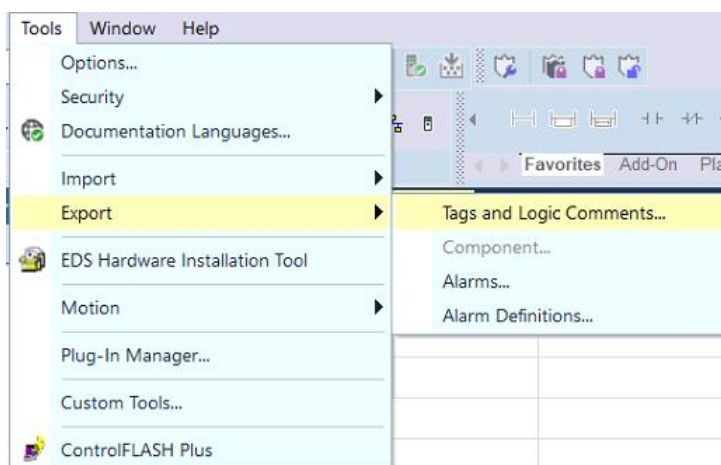 Tools Window Help
Options...
Security
Documentation Languages...
Import
Export
EDS Hardware Installation Tool
Motion
Plug-In Manager...
Custom Tools...
ControlFLASH Plus
Favorites Add-On
Tags and Logic Comments...
Component...
Alarms...
Alarm Definitions...